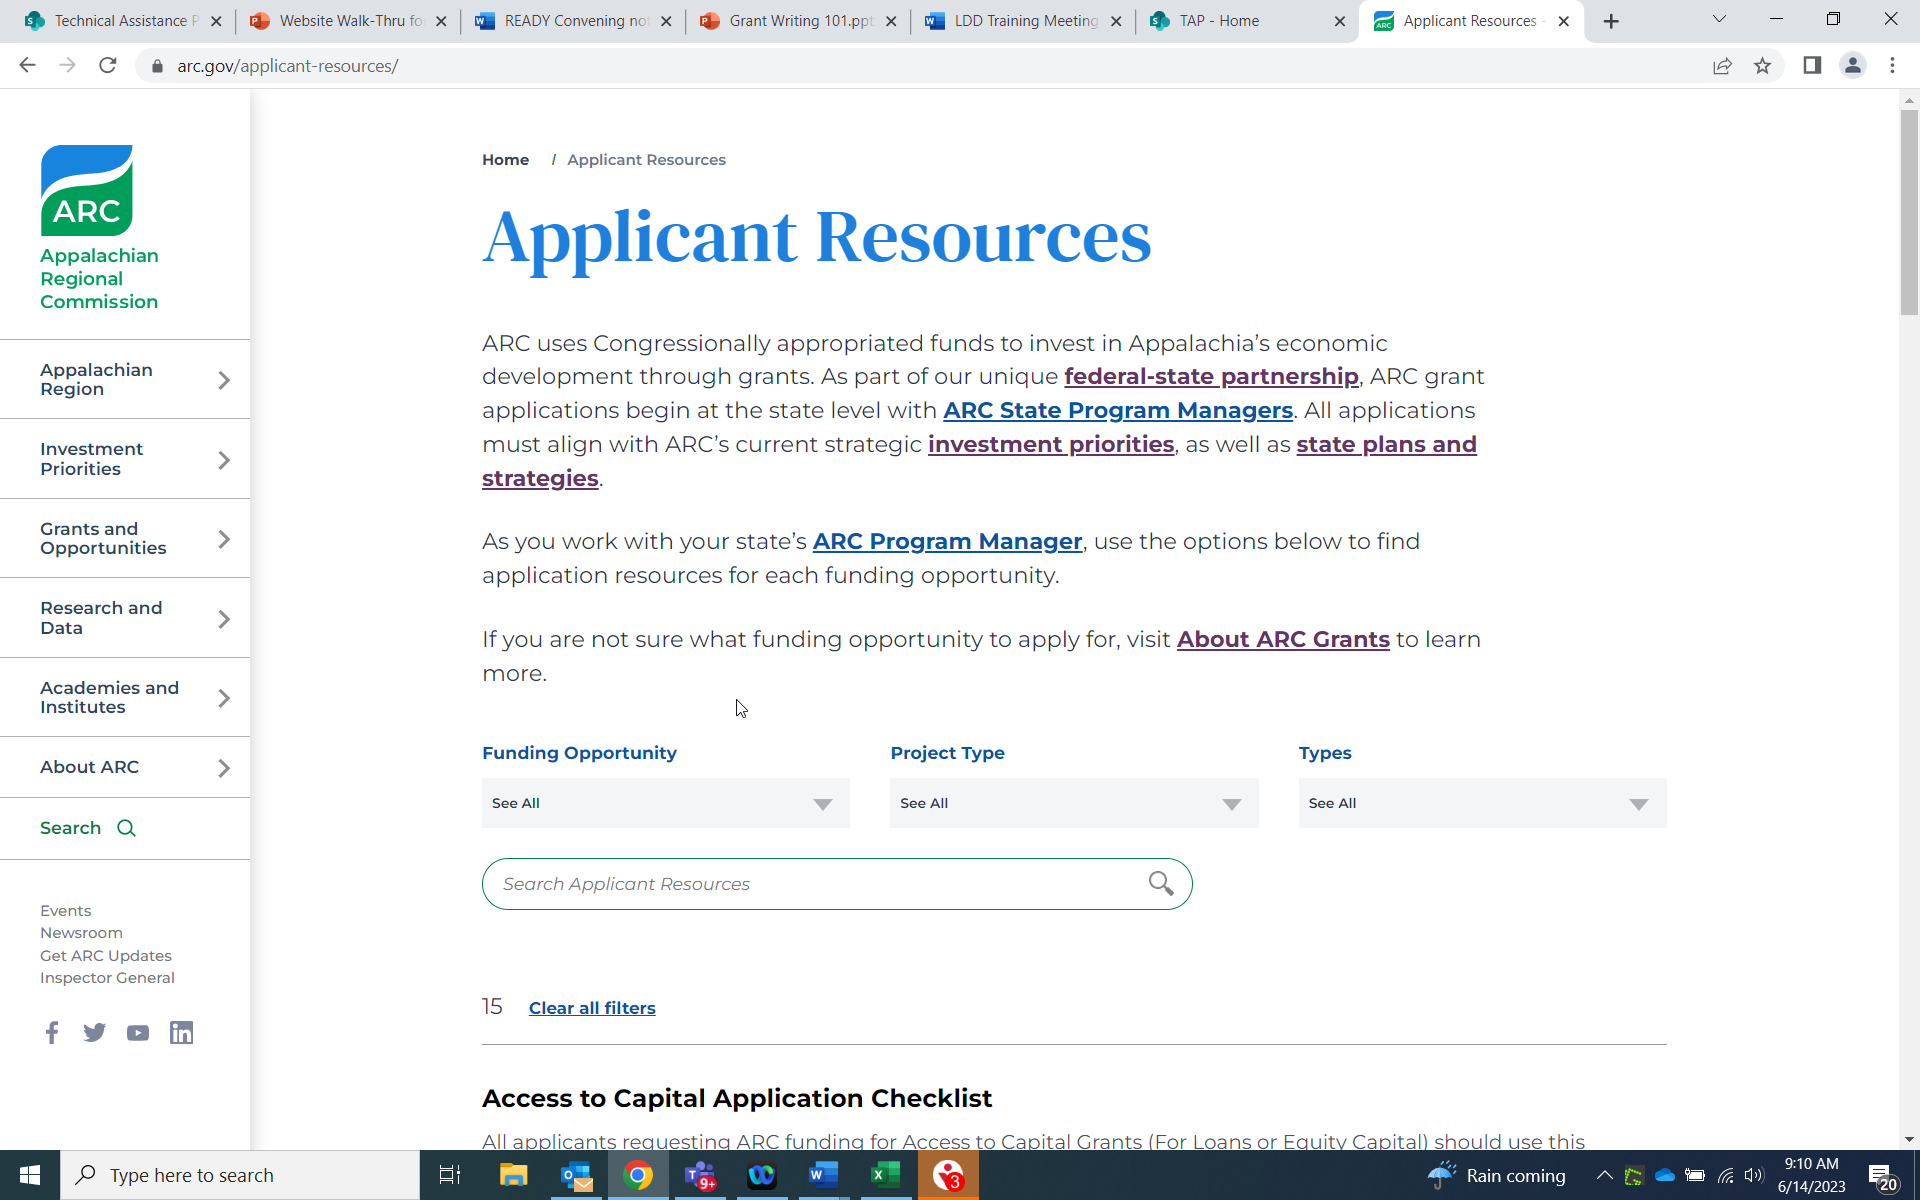 Technical Assistance P
Website Walk-Thru fo
READY Convening not
Grant Writing 101.ppt
LDD Training Meeting
TAP - Home
Applicant Resources -
arc.gov/applicant-resources/
ARC
Appalachian
Regional
Commission
Appalachian
Region
Investment
Priorities
Grants and
Opportunities
Research and
Data
Academies and
Institutes
About ARC
Search
Events
Newsroom
Get ARC Updates
Inspector General
Home / Applicant Resources
Applicant Resources
ARC uses Congressionally appropriated funds to invest in Appalachia’s economic
development through grants. As part of our unique federal-state partnership, ARC grant
applications begin at the state level with ARC State Program Managers. All applications
must align with ARC’s current strategic investment priorities, as well as state plans and
strategies.
As you work with your state’s ARC Program Manager, use the options below to find
application resources for each funding opportunity.
If you are not sure what funding opportunity to apply for, visit About ARC Grants to learn
more.
Funding Opportunity
See All
Project Type
See All
Types
See All
Search Applicant Resources
15 Clear all filters
Access to Capital Application Checklist
All applicants requesting ARC funding for Access to Capital Grants (For Loans or Equity Capital) should use this
Type here to search
9+
3
Rain coming
9:10 AM
6/14/2023
20